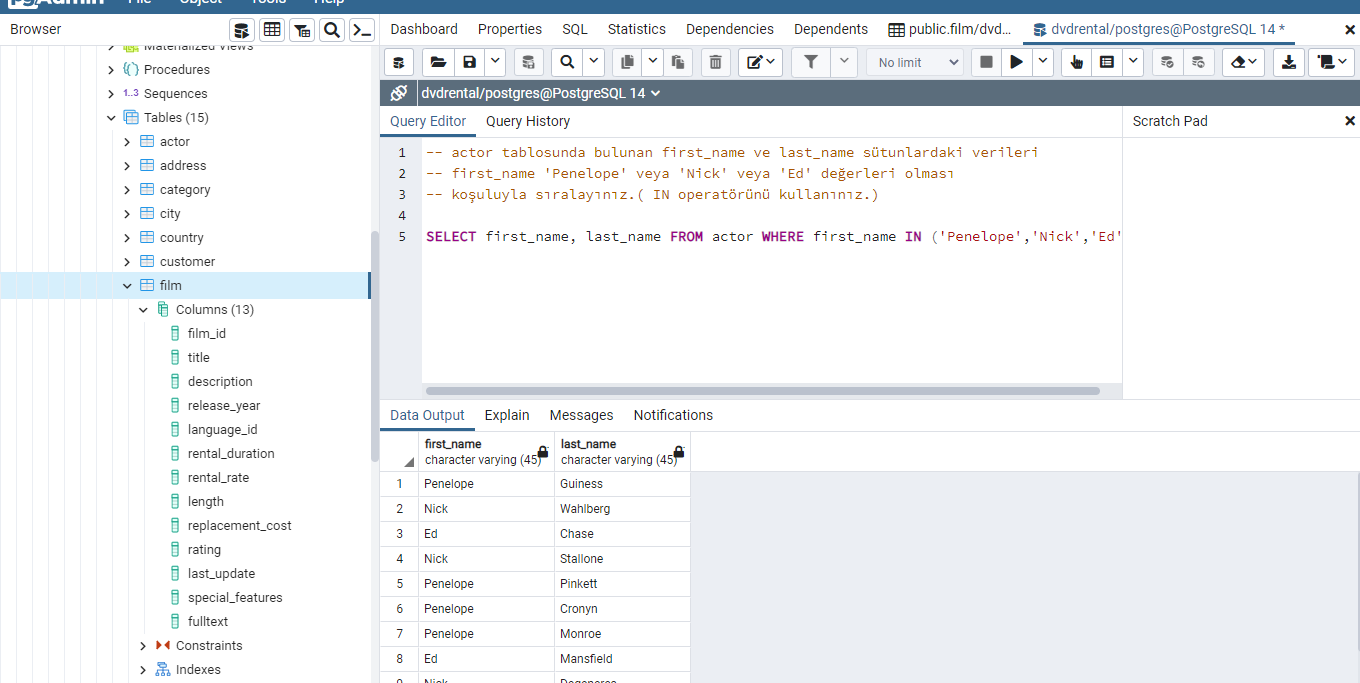 pgAdmin File Object Tools Help
Browser
Dashboard Properties SQL Statistics Dependencies Dependents public.film/dvd... dvdrental/postgres@PostgreSQL 14 *
Materialized Views
Procedures
1..3 Sequences
Tables (15)
actor
address
category
city
country
customer
film
Columns (13)
film_id
title
description
release_year
language_id
rental_duration
rental_rate
length
replacement_cost
rating
last_update
special_features
fulltext
Constraints
Indexes
No limit
dvdrental/postgres@PostgreSQL 14
Query Editor Query History
Scratch Pad
1 -- actor tablosunda bulunan first_name ve last_name sütunlardaki verileri
2 -- first_name 'Penelope' veya 'Nick' veya 'Ed' değerleri olması
3 -- koşuluyla sıralayınız.( IN operatörünü kullanınız.)
4
5 SELECT first_name, last_name FROM actor WHERE first_name IN ('Penelope','Nick','Ed'
Data Output Explain Messages Notifications
first_name last_name
character varying (45) character varying (45)
1 Penelope Guiness
2 Nick Wahlberg
3 Ed Chase
4 Nick Stallone
5 Penelope Pinkett
6 Penelope Cronyn
7 Penelope Monroe
8 Ed Mansfield
9 Nick Degeneres